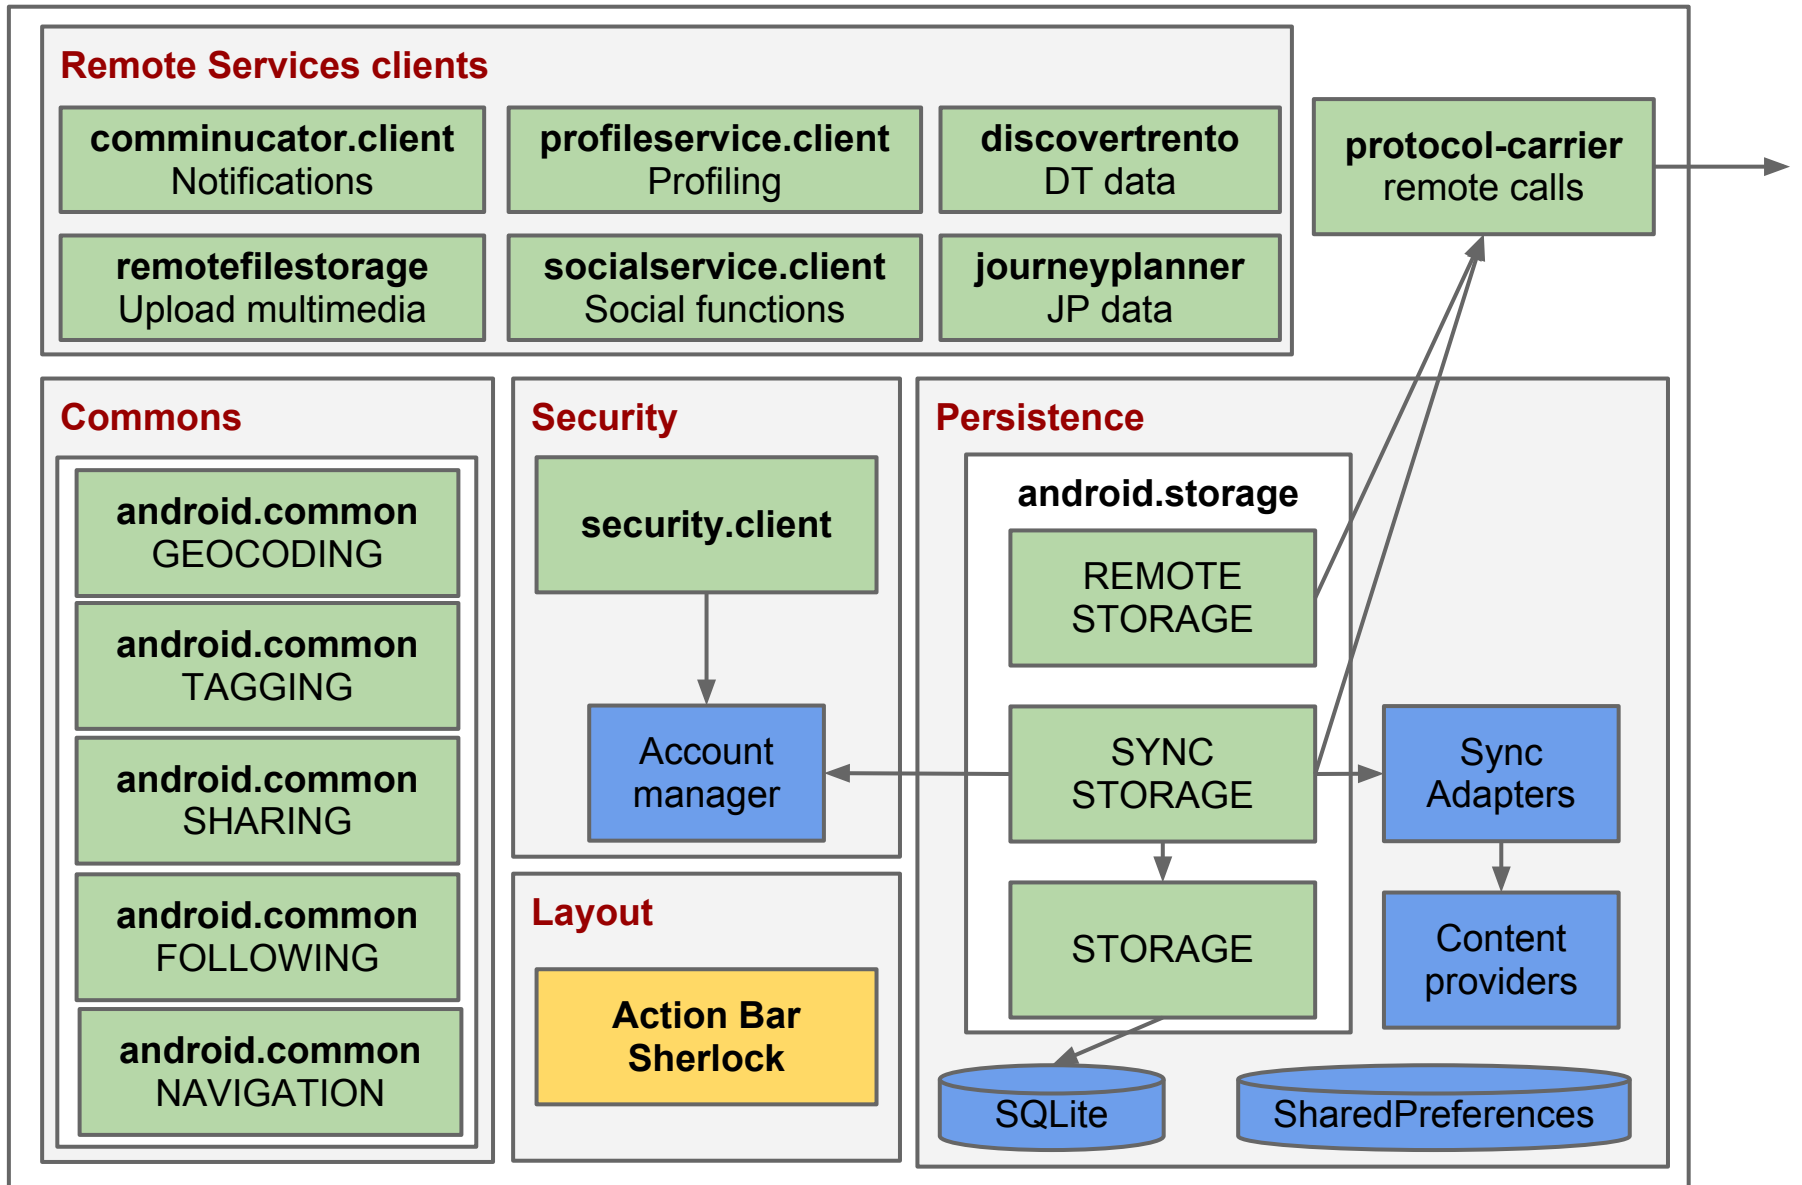 Remote Services clients
comminucator.client
Notifications
profileservice.client
Profiling
discovertrento
DT data
protocol-carrier
remote calls
remotefilestorage
Upload multimedia
socialservice.client
Social functions
journeyplanner
JP data
Commons
android.common
GEOCODING
android.common
TAGGING
android.common
SHARING
android.common
FOLLOWING
android.common
NAVIGATION
Security
security.client
Account
manager
Layout
Action Bar
Sherlock
Persistence
android.storage
REMOTE
STORAGE
SYNC
STORAGE
STORAGE
Sync
Adapters
Content
providers
SQLite
SharedPreferences